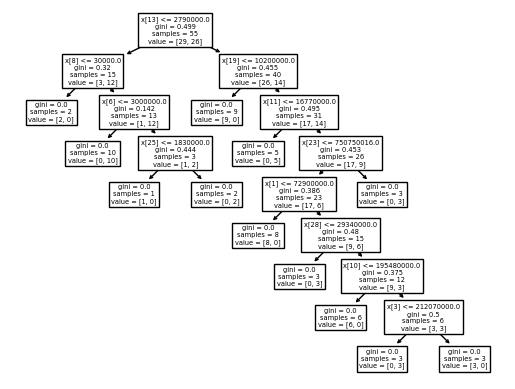 x[13] <= 2790000.0
gini = 0.499
samples = 55
value = [29, 26]
x[8] <= 30000.0
gini = 0.32
samples = 15
value = [3, 12]
x[19] <= 10200000.0
gini = 0.455
samples = 40
value = [26, 14]
gini = 0.0
samples = 2
value = [2, 0]
x[6] <= 3000000.0
gini = 0.142
samples = 13
value = [1, 12]
gini = 0.0
samples = 9
value = [9, 0]
x[11] <= 16770000.0
gini = 0.495
samples = 31
value = [17, 14]
gini = 0.0
samples = 10
value = [0, 10]
x[25] <= 1830000.0
gini = 0.444
samples = 3
value = [1, 2]
gini = 0.0
samples = 5
value = [0, 5]
x[23] <= 750750016.0
gini = 0.453
samples = 26
value = [17, 9]
gini = 0.0
samples = 1
value = [1, 0]
gini = 0.0
samples = 2
value = [0, 2]
x[1] <= 72900000.0
gini = 0.386
samples = 23
value = [17, 6]
gini = 0.0
samples = 3
value = [0, 3]
gini = 0.0
samples = 8
value = [8, 0]
x[28] <= 29340000.0
gini = 0.48
samples = 15
value = [9, 6]
gini = 0.0
samples = 3
value = [0, 3]
x[10] <= 195480000.0
gini = 0.375
samples = 12
value = [9, 3]
gini = 0.0
samples = 6
value = [6, 0]
x[3] <= 212070000.0
gini = 0.5
samples = 6
value = [3, 3]
gini = 0.0
samples = 3
value = [0, 3]
gini = 0.0
samples = 3
value = [3, 0]